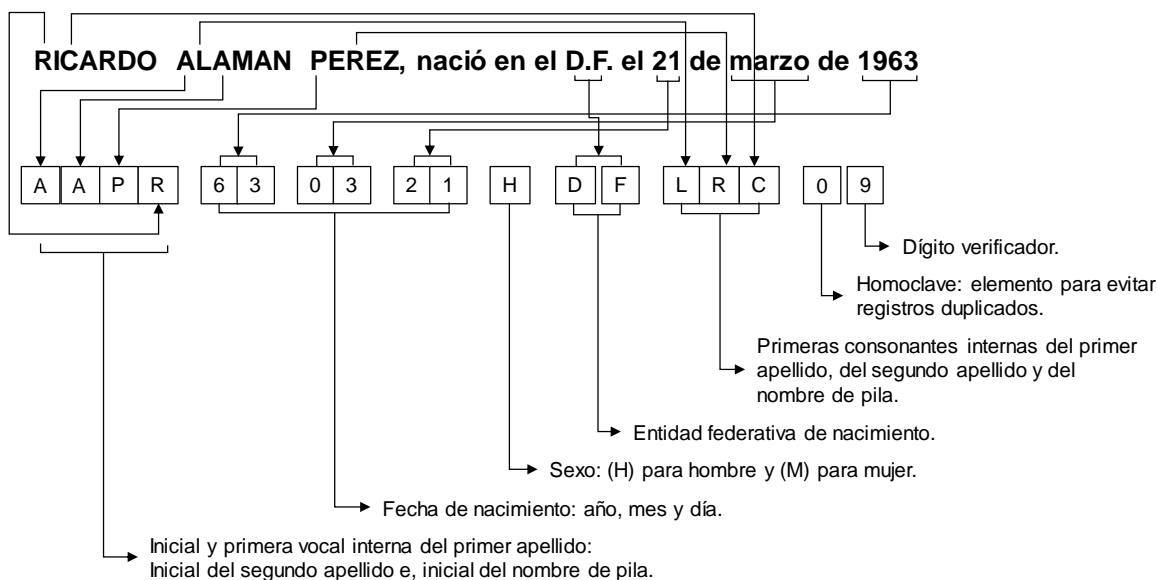 RICARDO ALAMAN PEREZ, nació en el D.F. el 21 de marzo de 1963
A A P R 6 3 0 3 2 1 H D F L R C 0 9
Dígito verificador.
Homoclave: elemento para evitar
registros duplicados.
Primeras consonantes internas del primer
apellido, del segundo apellido y del
nombre de pila.
Entidad federativa de nacimiento.
Sexo: (H) para hombre y (M) para mujer.
Fecha de nacimiento: año, mes y día.
Inicial y primera vocal interna del primer apellido:
Inicial del segundo apellido e, inicial del nombre de pila.